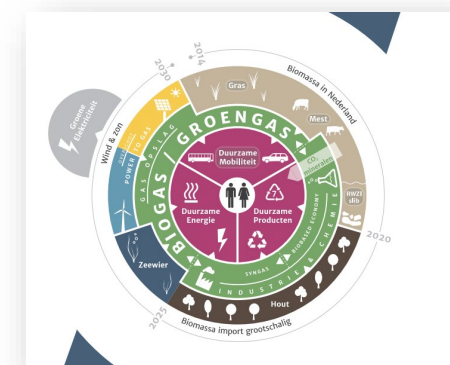 2014
2030
Biomassa in Nederland
Gras
Mest
Groene
Elektriciteit
Wind & zon
POWER
TO GAS
GAS OPSLAG
BIOGAS / GROENGAS
Duurzame
Mobiliteit
CO₂
mineralen
RWZI
slib
Duurzame
Energie
Duurzame
Producten
BIOBASED ECONOMY
SYNGAS
INDUSTRIE & CHEMIE
Zeewier
Hout
2020
2025
Biomassa import grootschalig